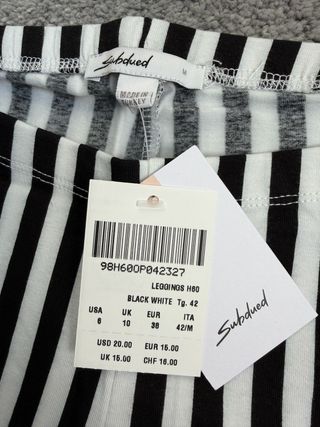 Subdued
M
MADE IN
TURKEY
98H600P042327
LEGGINGS H60
BLACK WHITE Tg. 42
USA UK EUR ITA
6 10 38 42/M
USD 20.00 EUR 15.00
UK 15.00 CHF 16.00
Subdued